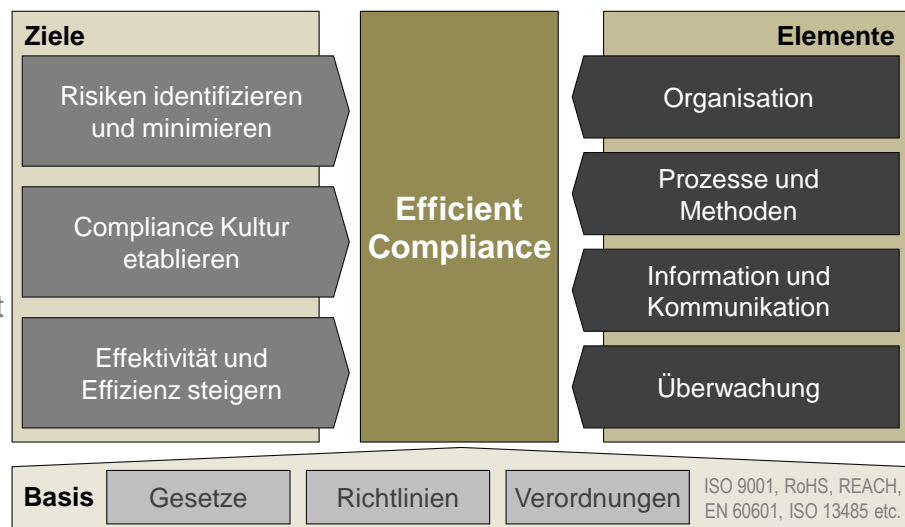 Ziele
Risiken identifizieren
und minimieren
Compliance Kultur
etablieren
t
Effektivität und
Effizienz steigern
Efficient
Compliance
Elemente
Organisation
Prozesse und
Methoden
Information und
Kommunikation
Überwachung
Basis
Gesetze
Richtlinien
Verordnungen
ISO 9001, RoHS, REACH,
EN 60601, ISO 13485 etc.